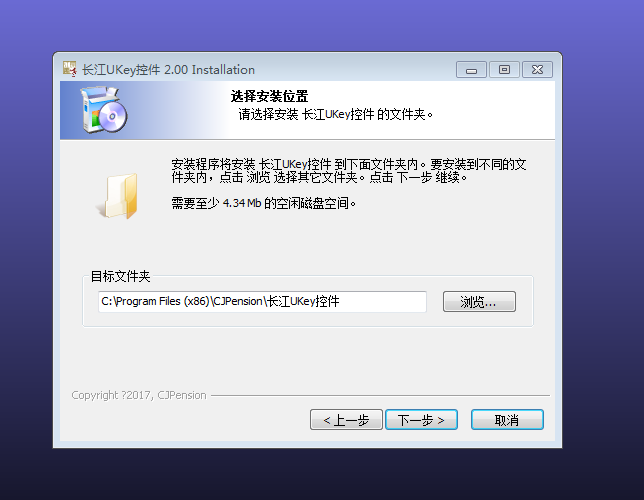 长江UKey控件 2.00 Installation
选择安装位置
请选择安装 长江UKey控件 的文件夹。
安装程序将安装 长江UKey控件 到下面文件夹内。要安装到不同的文
件夹内，点击 浏览 选择其它文件夹。点击 下一步 继续。
需要至少 4.34 Mb 的空闲磁盘空间。
目标文件夹
C:\Program Files (x86)\CJPension\长江UKey控件
浏览...
Copyright ?2017, CJPension
< 上一步
下一步 >
取消